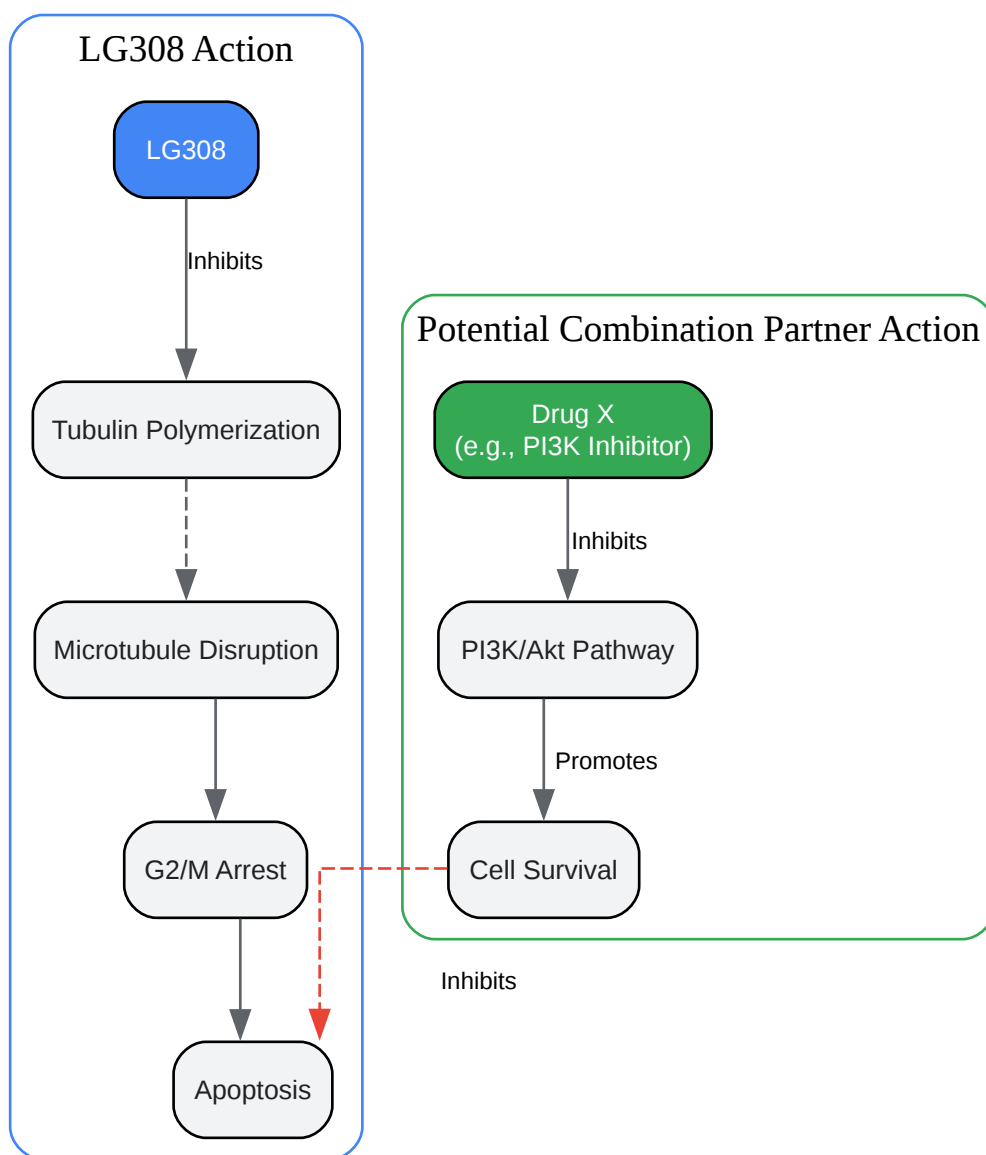 LG308 Action
LG308
Inhibits
Tubulin Polymerization
Microtubule Disruption
G2/M Arrest
Apoptosis
Potential Combination Partner Action
Drug X
(e.g., PI3K Inhibitor)
Inhibits
PI3K/Akt Pathway
Promotes
Cell Survival
Inhibits